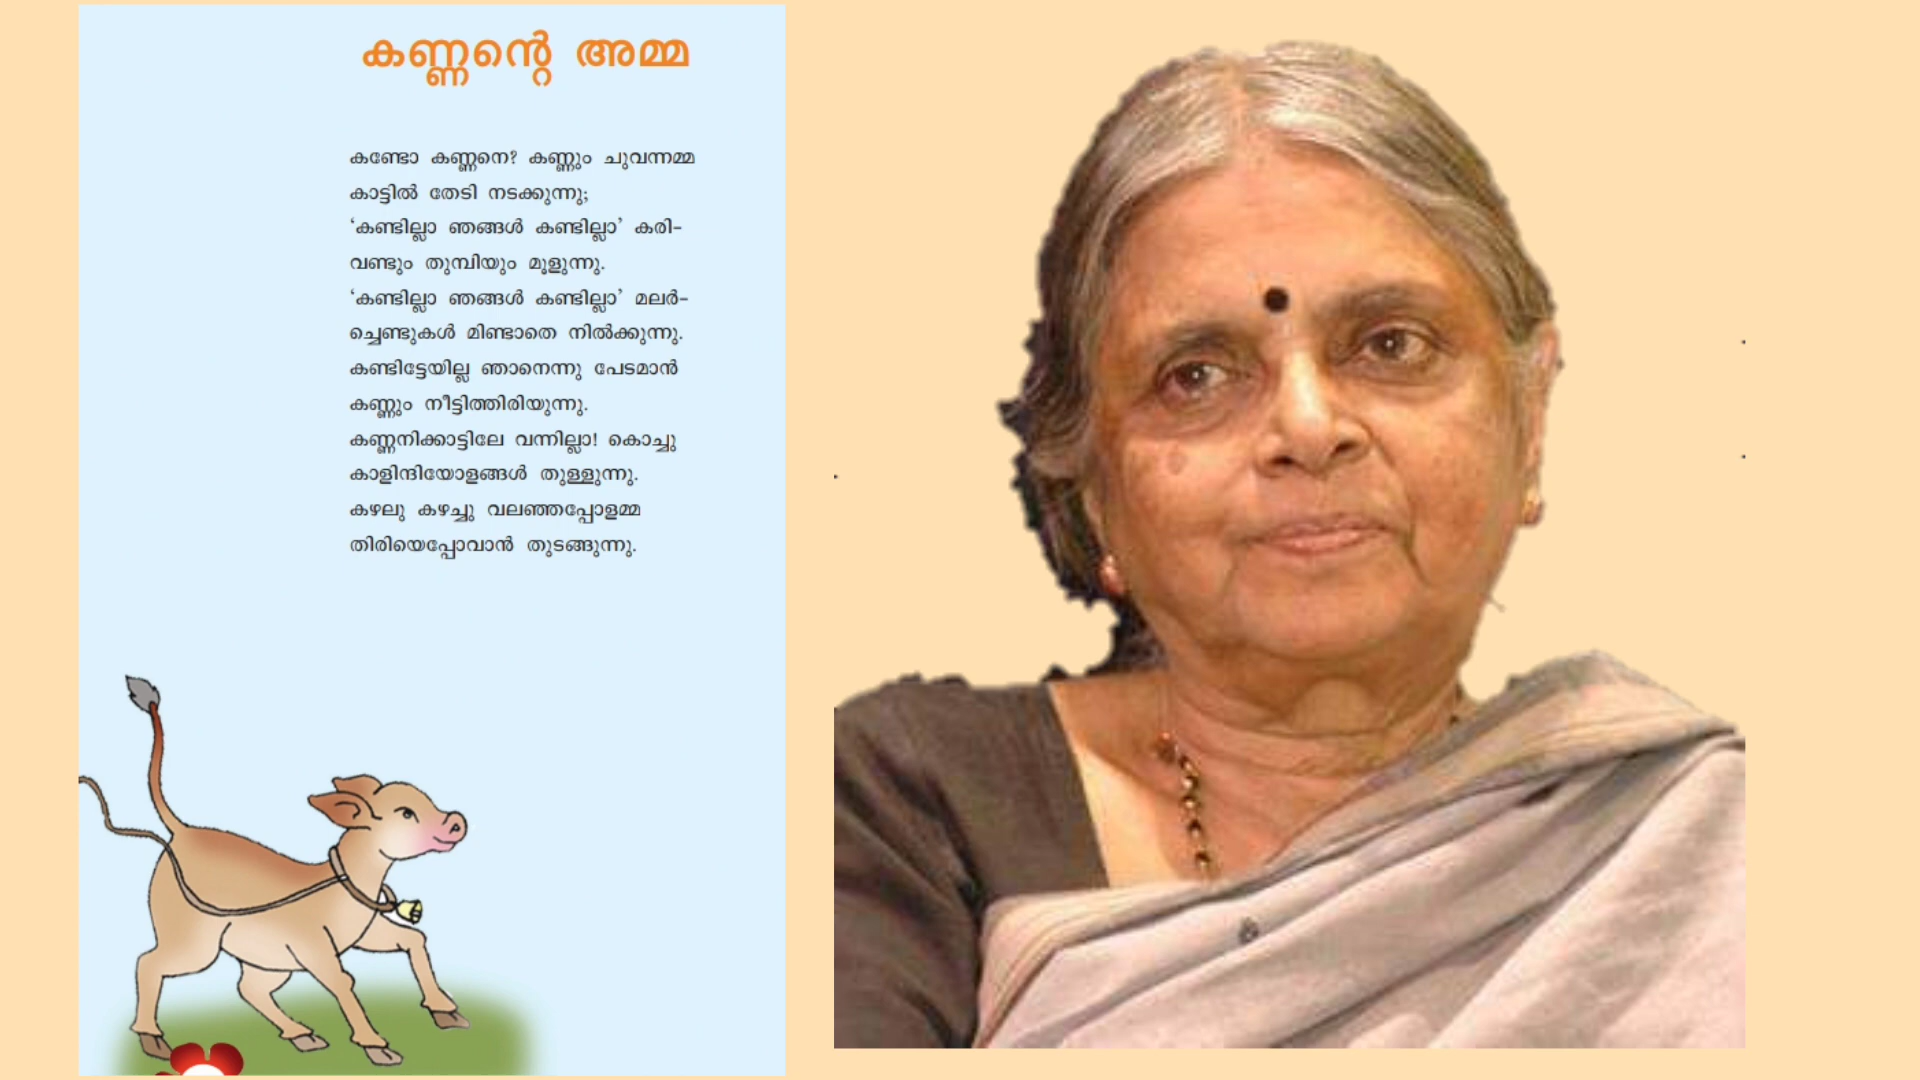 കണ്ണന്റെ അമ്മ
കണ്ടോ കണ്ണനെ? കണ്ണും ചുവന്നമ്മ
കാട്ടിൽ തേടി നടക്കുന്നു;
‘കണ്ടില്ലാ ഞങ്ങൾ കണ്ടില്ലാ’ കരി-
വണ്ടും തുമ്പിയും മൂളുന്നു.
‘കണ്ടില്ലാ ഞങ്ങൾ കണ്ടില്ലാ’ മലർ-
ച്ചെണ്ടുകൾ മിണ്ടാതെ നിൽക്കുന്നു.
കണ്ടിട്ടേയില്ല ഞാനെന്നു പേടമാൻ
കണ്ണും നീട്ടിത്തിരിയുന്നു.
കണ്ണനിക്കാട്ടിലേ വന്നില്ലാ! കൊച്ചു
കാളിന്ദിയോളങ്ങൾ തുള്ളുന്നു.
കഴലു കഴച്ചു വലഞ്ഞപ്പോളമ്മ
തിരിയെപ്പോവാൻ തുടങ്ങുന്നു.